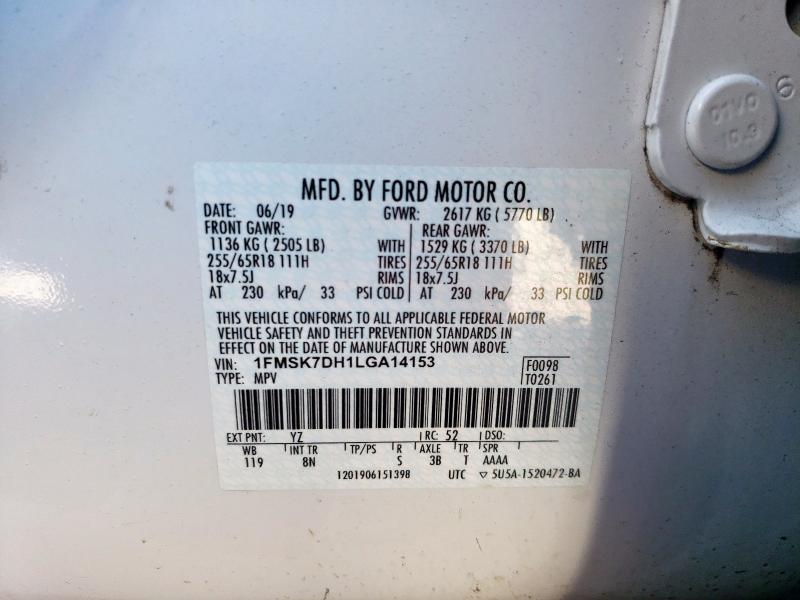 MFD. BY FORD MOTOR CO.
DATE: 06/19 GVWR: 2617 KG ( 5770 LB)
FRONT GAWR: REAR GAWR:
1136 KG ( 2505 LB) WITH 1529 KG ( 3370 LB) WITH
255/65R18 111H TIRES 255/65R18 111H TIRES
18x7.5J RIMS 18x7.5J RIMS
AT 230 kPa/ 33 PSI COLD AT 230 kPa/ 33 PSI COLD
THIS VEHICLE CONFORMS TO ALL APPLICABLE FEDERAL MOTOR
VEHICLE SAFETY AND THEFT PREVENTION STANDARDS IN
EFFECT ON THE DATE OF MANUFACTURE SHOWN ABOVE.
VIN: 1FMSK7DH1LGA14153 F0098
TYPE: MPV T0261
EXT PNT: YZ RC: 52 DSO:
WB INT TR TP/PS R AXLE TR SPR
119 8N S 3B T AAAA
1201906151398 UTC ▽ 5U5A-1520472-BA
01V0
10.9
6